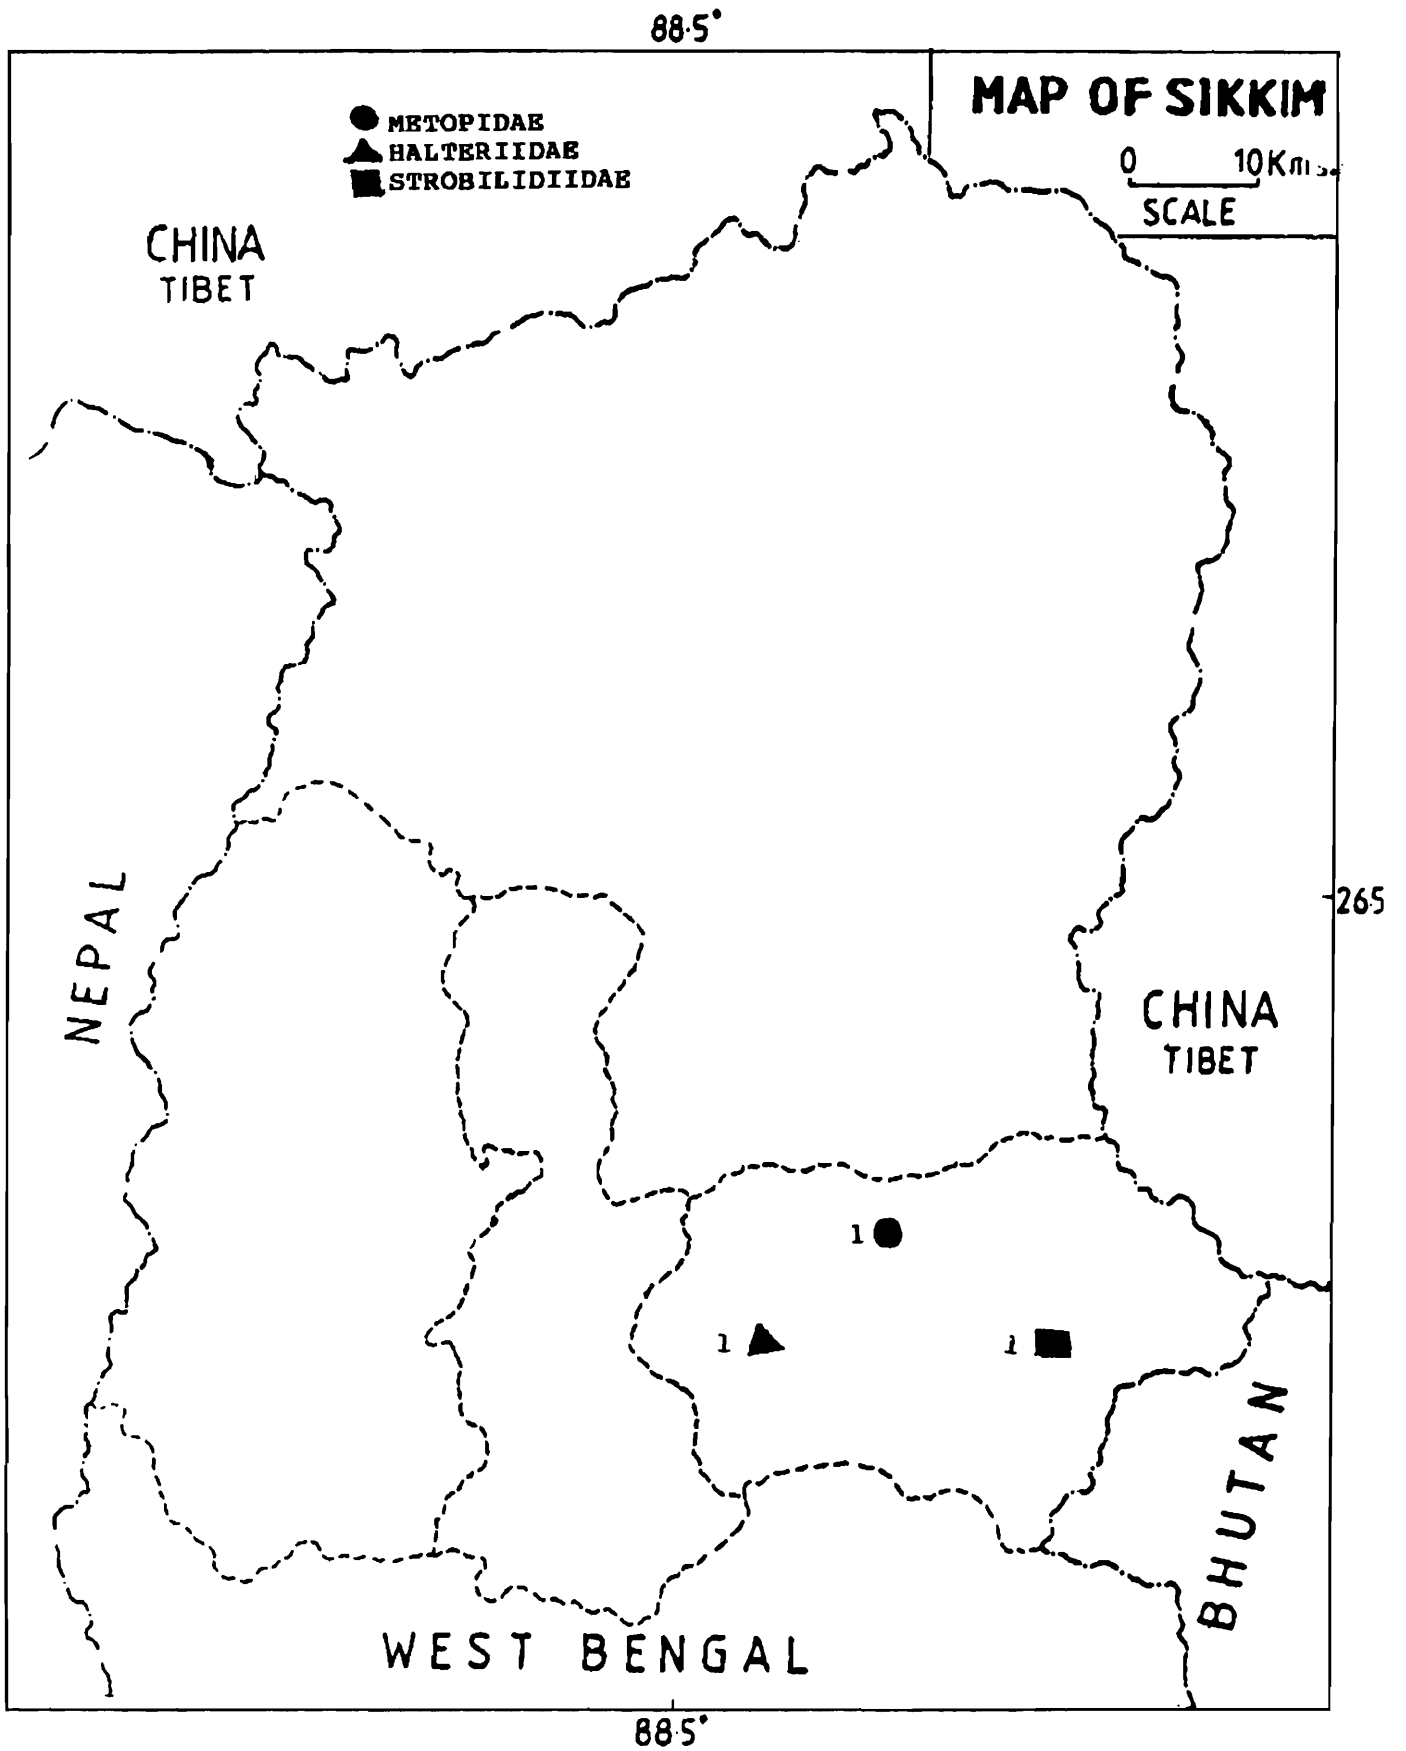 88·5°
MAP OF SIKKIM
0 10Kms.
SCALE
METOPIDAE
HALTERIIDAE
STROBILIDIIDAE
CHINA
TIBET
NEPAL
265
CHINA
TIBET
1
1
1
BHUTAN
WEST BENGAL
88·5°